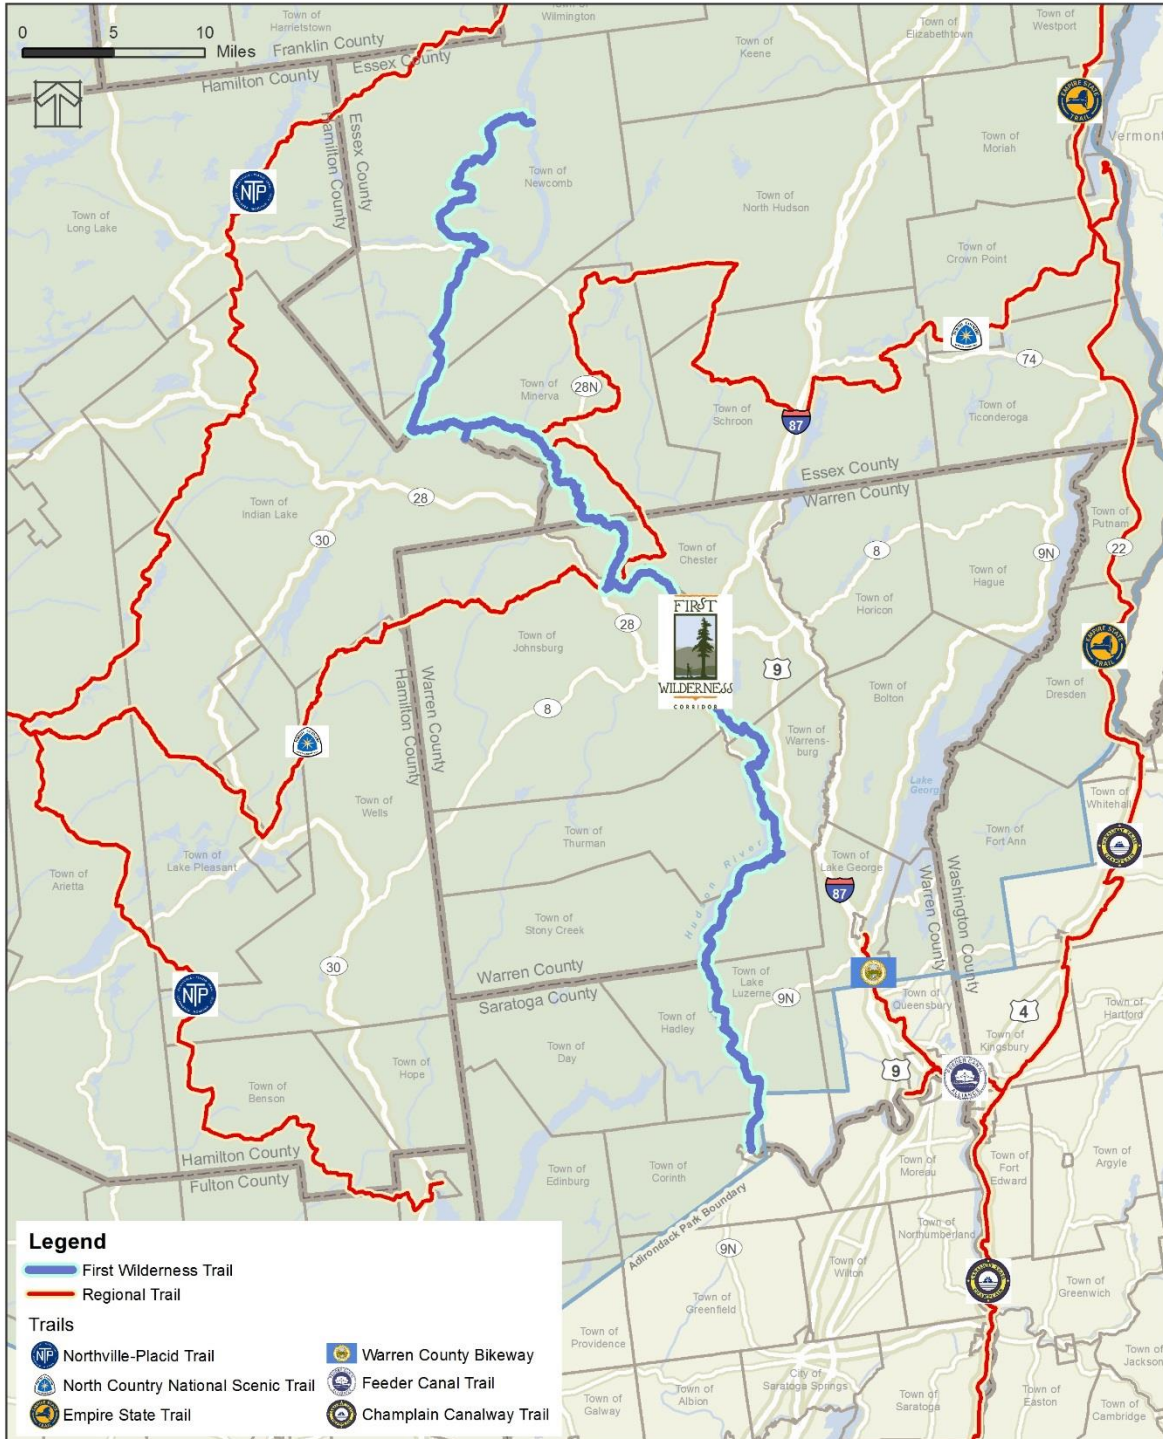 0 5 10
Miles
Town of
Harrietstown
Town of
Wilmington
Town of
Elizabethtown
Town of
Westport
Franklin County
Essex County
Hamilton County
Town of
Keene
EMPIRE STATE
TRAIL
Vermont
Hamilton County
Essex County
Town of
Moriah
Town of
Newcomb
NTP
Town of
Long Lake
Town of
North Hudson
Town of
Crown Point
74
28N
Town of
Minerva
Town of
Schroon
87
Town of
Ticonderoga
Essex County
Warren County
28
Town of
Indian Lake
30
Town of
Putnam
22
8
9N
Town of
Chester
Town of
Hague
Town of
Horicon
FIRST
WILDERNESS
CORRIDOR
28
Town of
Johnsburg
EMPIRE STATE
TRAIL
9
Town of
Dresden
Town of
Bolton
8
Warren County
Hamilton County
Town of
Warrens-
burg
Lake
George
Town of
Whitehall
Town of
Wells
Town of
Thurman
Hudson River
Town of
Fort Ann
Town of
Lake Pleasant
Town of
Lake George
Town of
Arietta
87
Washington County
Warren County
Town of
Stony Creek
30
Warren County
Saratoga County
Town of
Lake
Luzerne
9N
NTP
Town of
Queensbury
4
Town of
Hartford
Town of
Hadley
Town of
Kingsbury
Town of
Day
Town of
Hope
9
Town of
Benson
Hamilton County
Fulton County
Town of
Edinburg
Town of
Corinth
Town of
Moreau
Town of
Fort
Edward
Town of
Argyle
Adirondack Park Boundary
9N
Town of
Northumberland
Town of
Wilton
Town of
Greenwich
Town of
Greenfield
Town of
Providence
Town of
Jackson
City of
Saratoga Springs
Town of
Galway
Town of
Albion
Town of
Saratoga
Town of
Easton
Town of
Cambridge
Legend
First Wilderness Trail
Regional Trail
Trails
NTP Northville-Placid Trail
North Country National Scenic Trail
Empire State Trail
Warren County Bikeway
Feeder Canal Trail
Champlain Canalway Trail